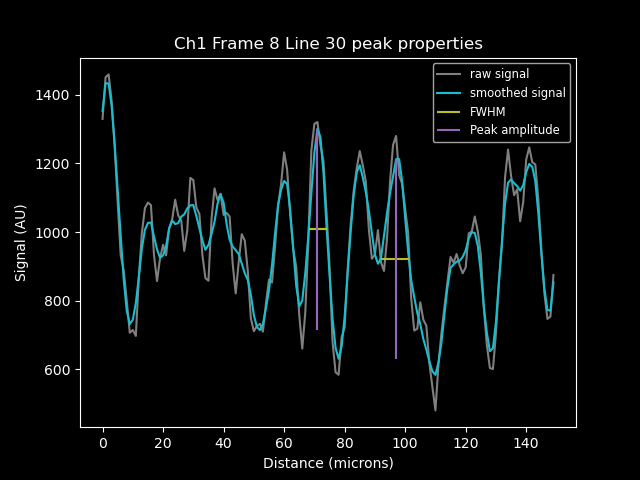 Ch1 Frame 8 Line 30 peak properties
raw signal
smoothed signal
FWHM
Peak amplitude
1400
1200
1000
800
600
Signal (AU)
0 20 40 60 80 100 120 140
Distance (microns)